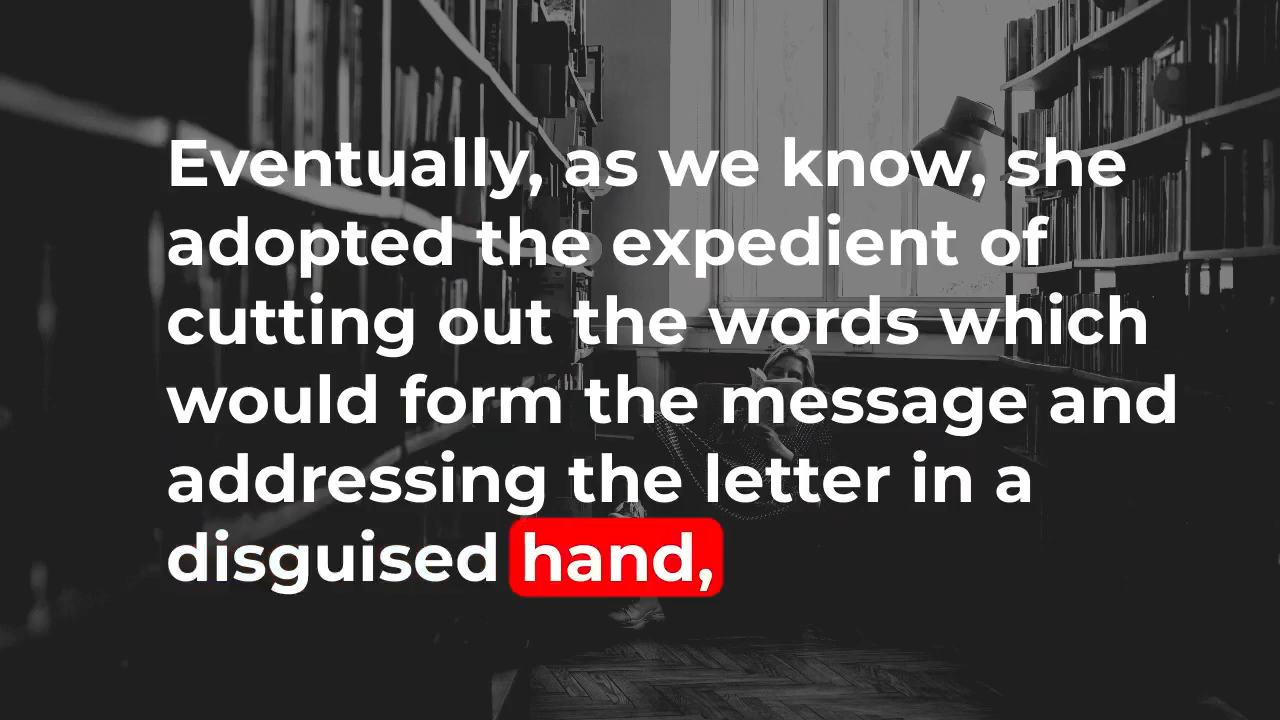 Eventually, as we know, she
adopted the expedient of
cutting out the words which
would form the message and
addressing the letter in a
disguised hand,